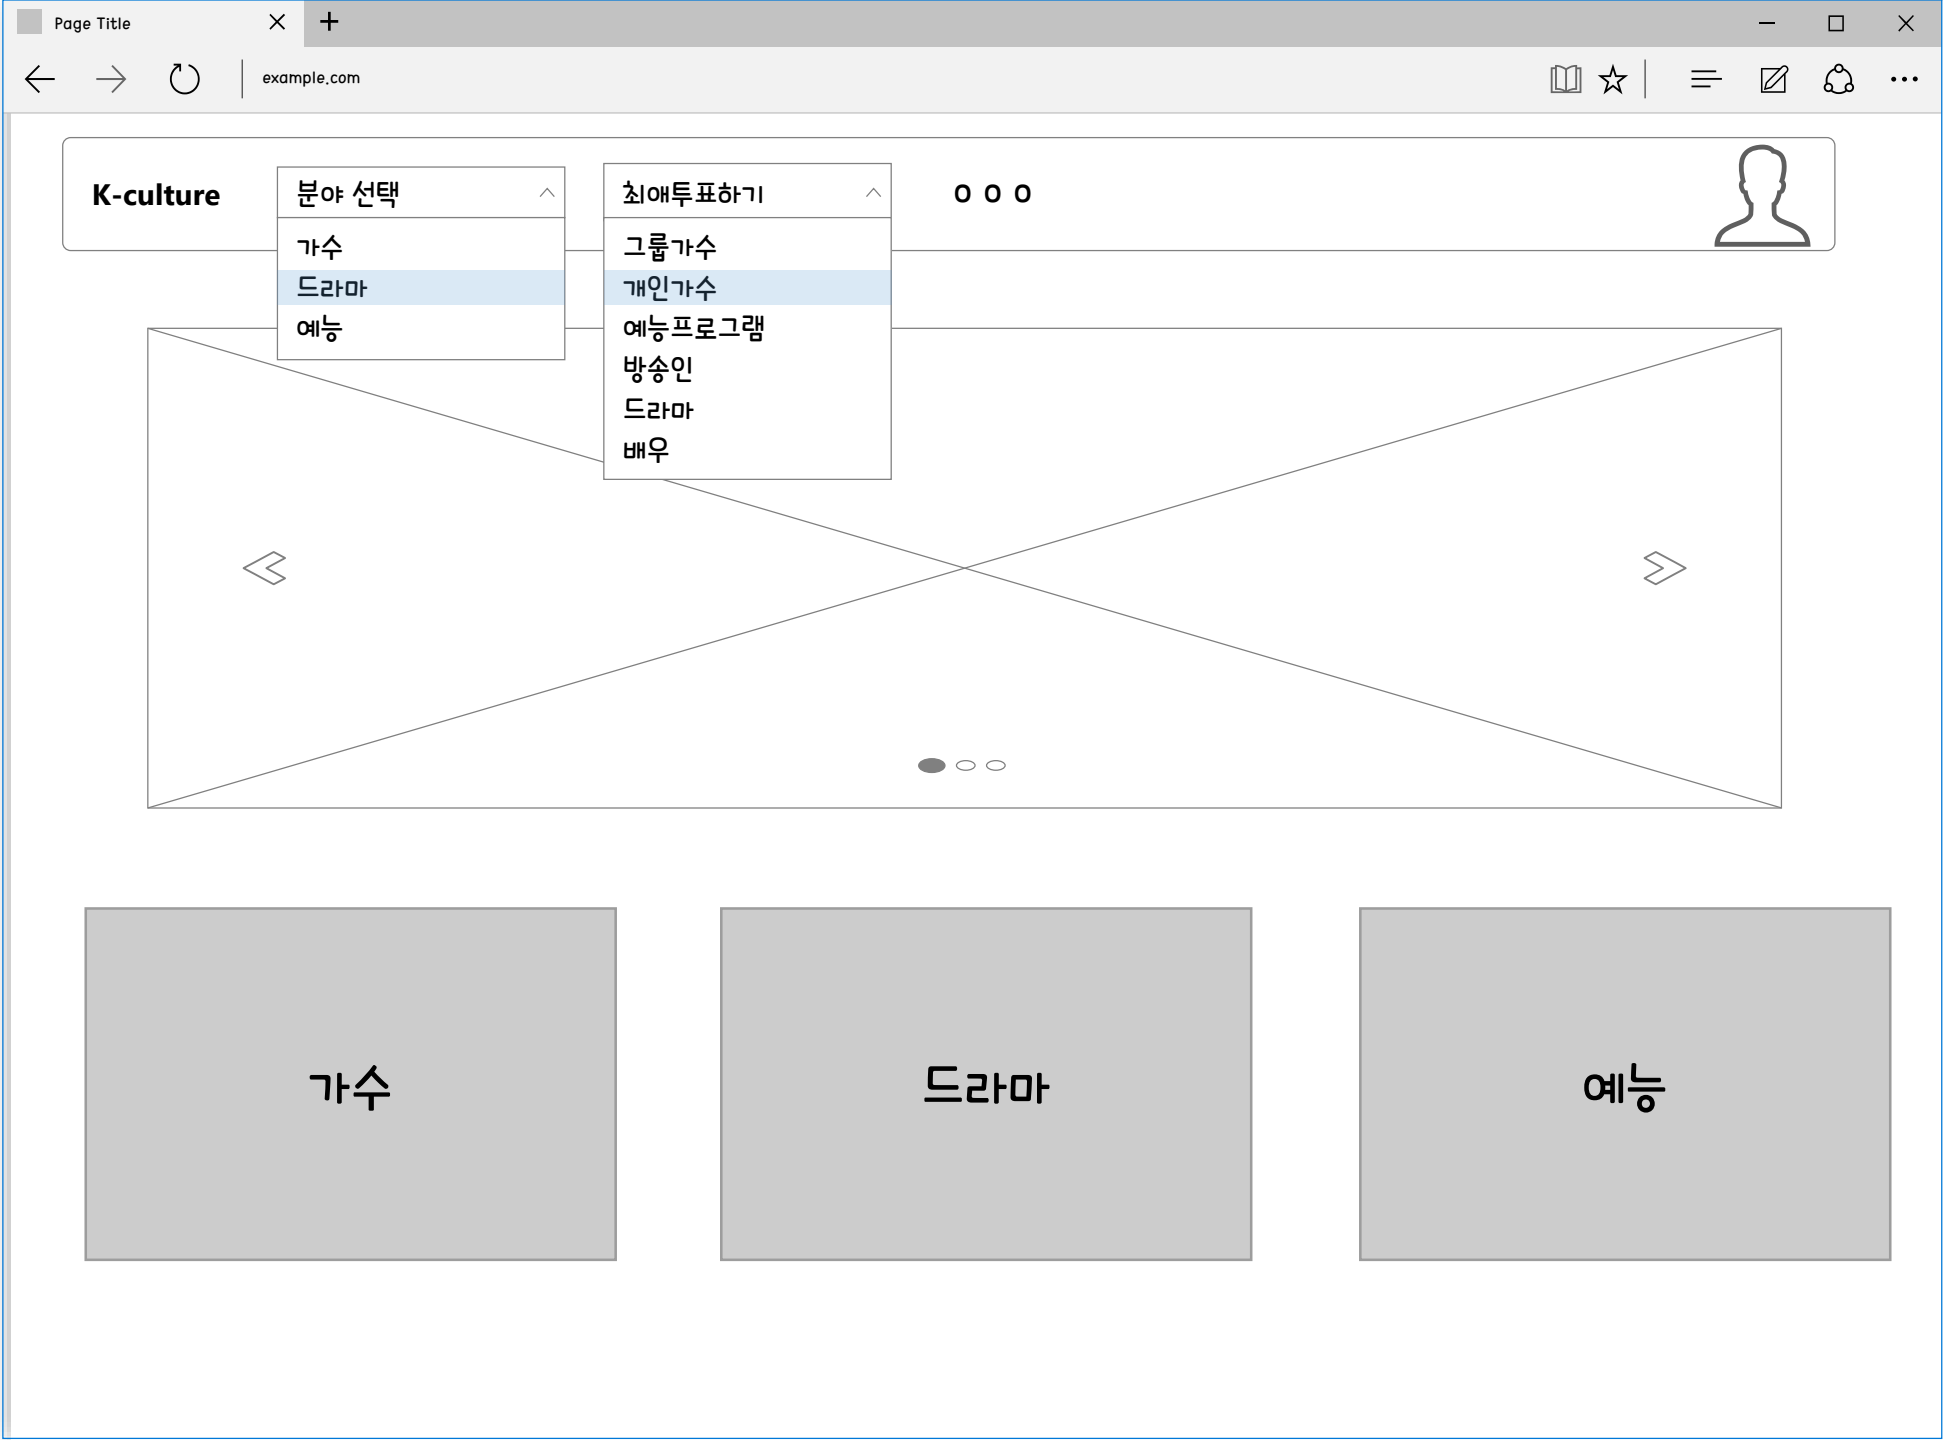 Page Title
example.com
K-culture
분야 선택
최애투표하기
ㅇ ㅇ ㅇ
가수
드라마
예능
그룹가수
개인가수
예능프로그램
방송인
드라마
배우
가수
드라마
예능